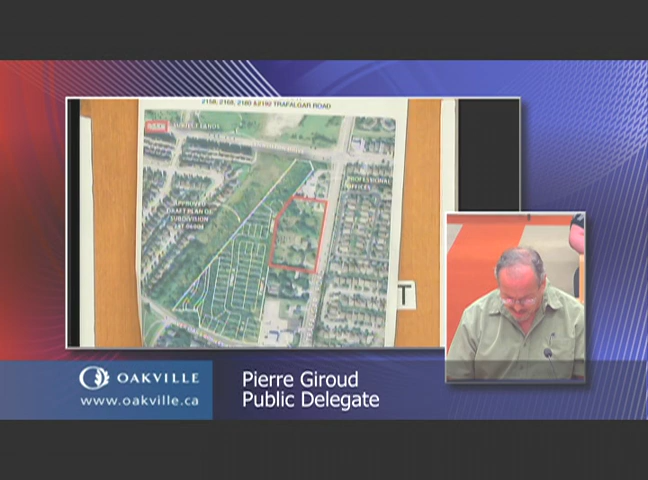 2158, 2168, 2180 &2192 TRAFALGAR ROAD
SUBJECT LANDS
PROFESSIONAL
OFFICES
APPROVED
DRAFT PLAN OF
SUBDIVISION
T
OAKVILLE
www.oakville.ca
Pierre Giroud
Public Delegate